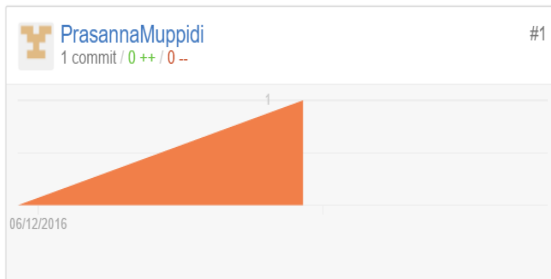 PrasannaMuppidi
#1
1 commit / 0 ++ / 0 --
1
06/12/2016